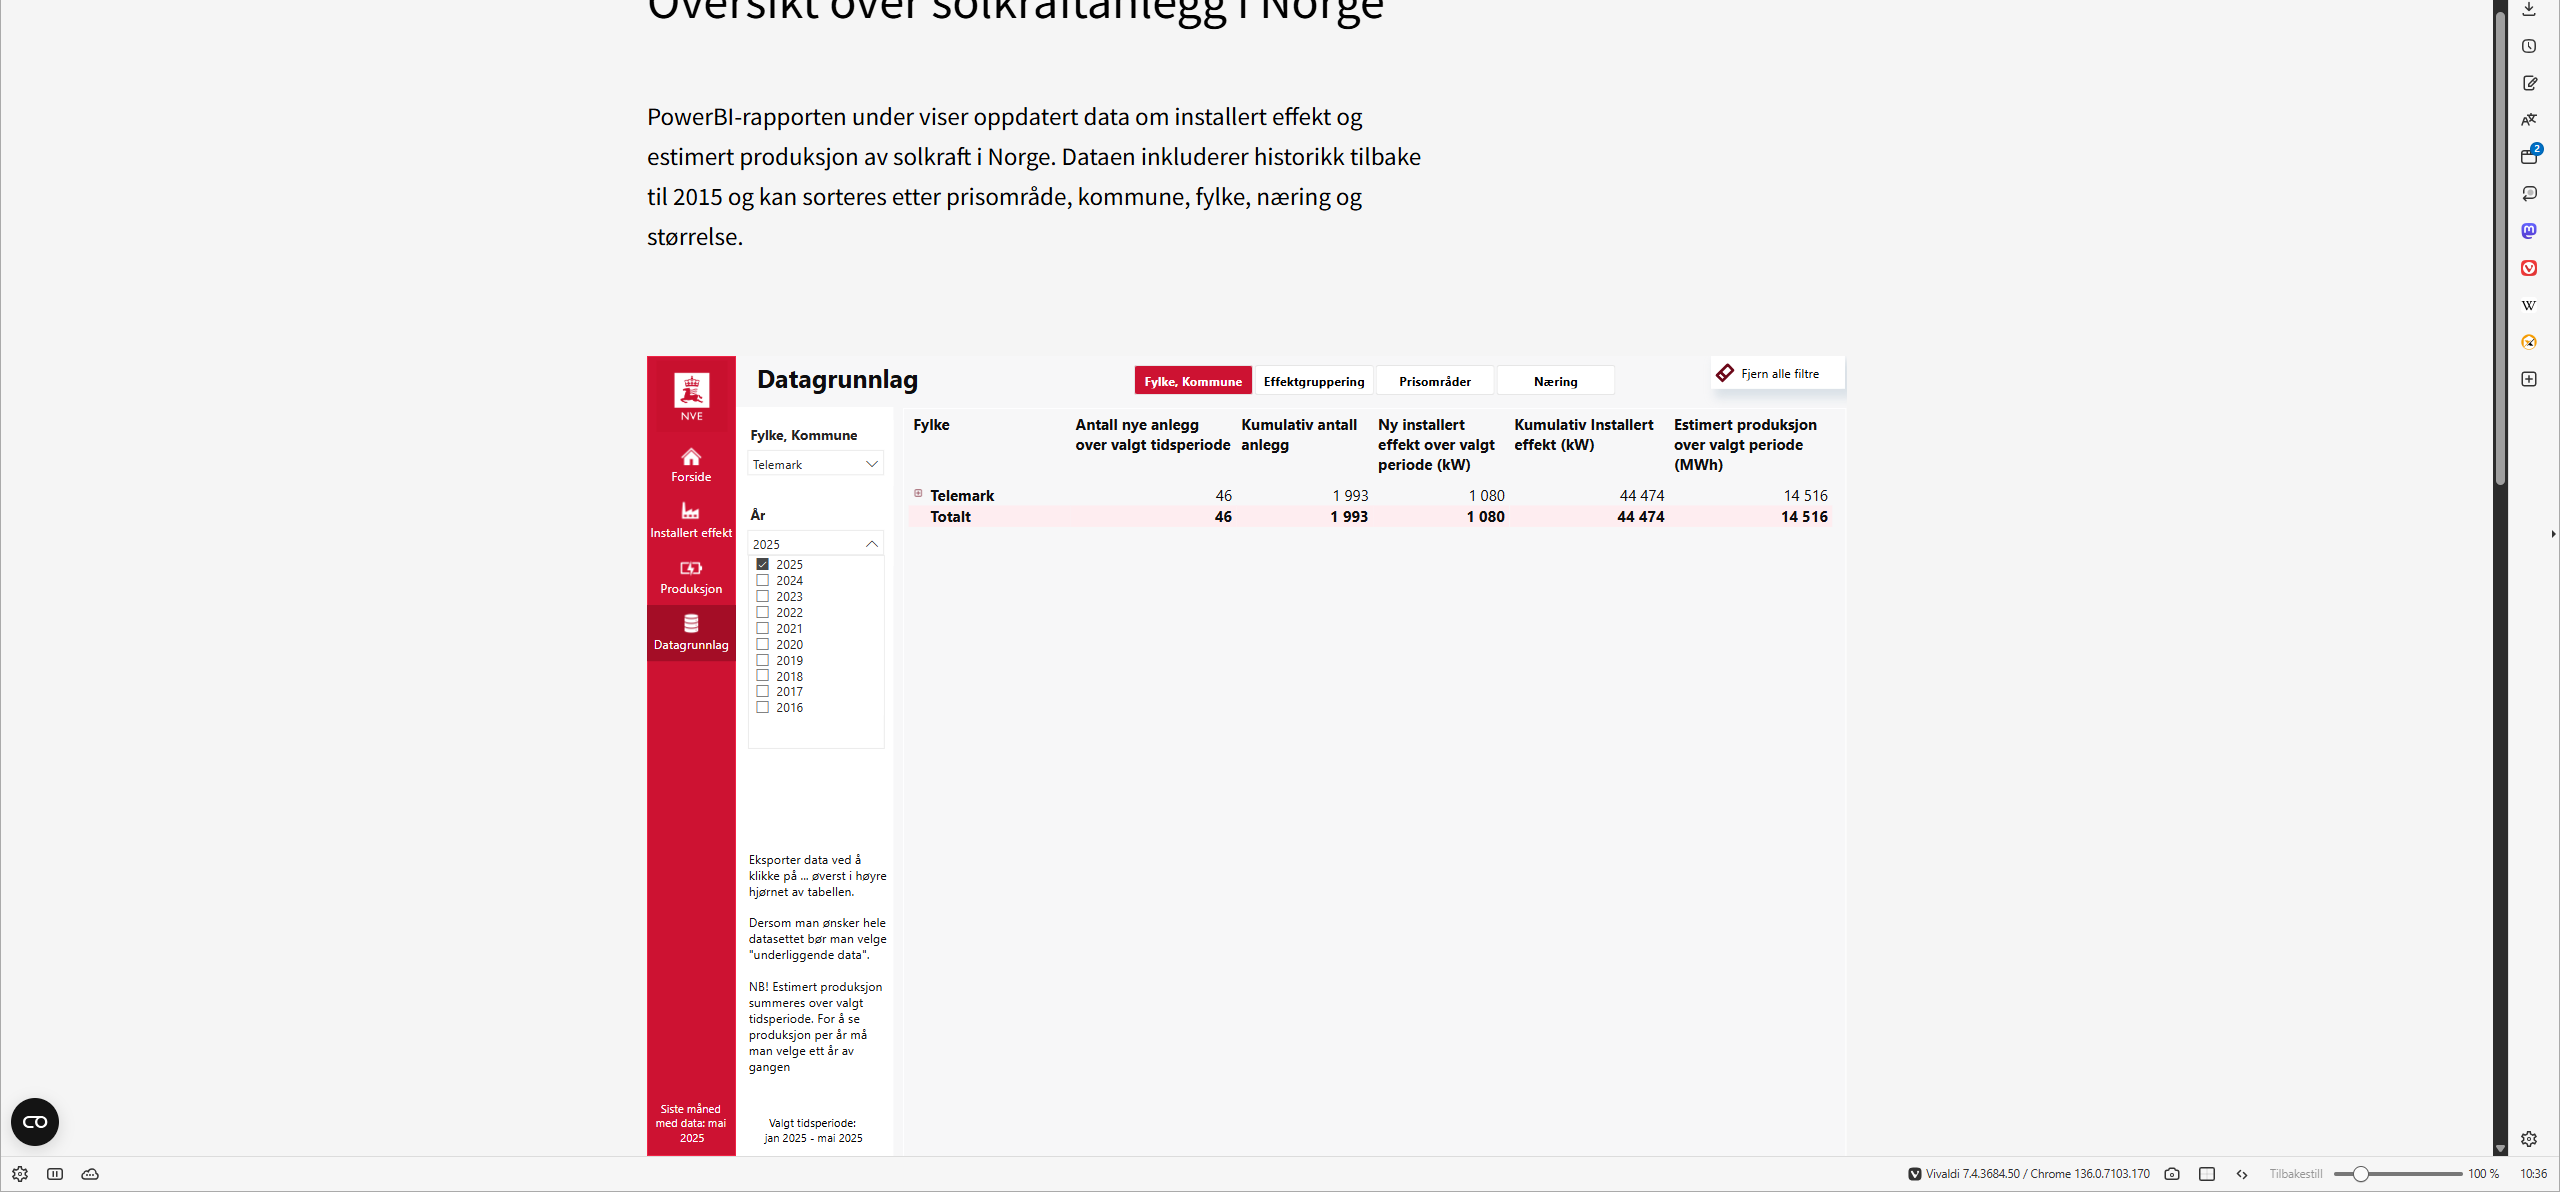 Oversikt over solkraftanlegg i Norge
PowerBI-rapporten under viser oppdatert data om installert effekt og
estimert produksjon av solkraft i Norge. Dataen inkluderer historikk tilbake
til 2015 og kan sorteres etter prisområde, kommune, fylke, næring og
størrelse.
NVE
Forside
Installert effekt
Produksjon
Datagrunnlag
Siste måned
med data: mai
2025
Datagrunnlag
Fylke, Kommune
Effektgruppering
Prisområder
Næring
Fjern alle filtre
Fylke, Kommune
Telemark
År
2025
2025
2024
2023
2022
2021
2020
2019
2018
2017
2016
Eksporter data ved å
klikke på ... øverst i høyre
hjørnet av tabellen.
Dersom man ønsker hele
datasettet bør man velge
"underliggende data".
NB! Estimert produksjon
summeres over valgt
tidsperiode. For å se
produksjon per år må
man velge ett år av
gangen
Valgt tidsperiode:
jan 2025 - mai 2025
Fylke
Antall nye anlegg
over valgt tidsperiode
Kumulativ antall
anlegg
Ny installert
effekt over valgt
periode (kW)
Kumulativ Installert
effekt (kW)
Estimert produksjon
over valgt periode
(MWh)
Telemark 46 1 993 1 080 44 474 14 516
Totalt 46 1 993 1 080 44 474 14 516
2
W
Vivaldi 7.4.3684.50 / Chrome 136.0.7103.170
Tilbakestill
100 %
10:36